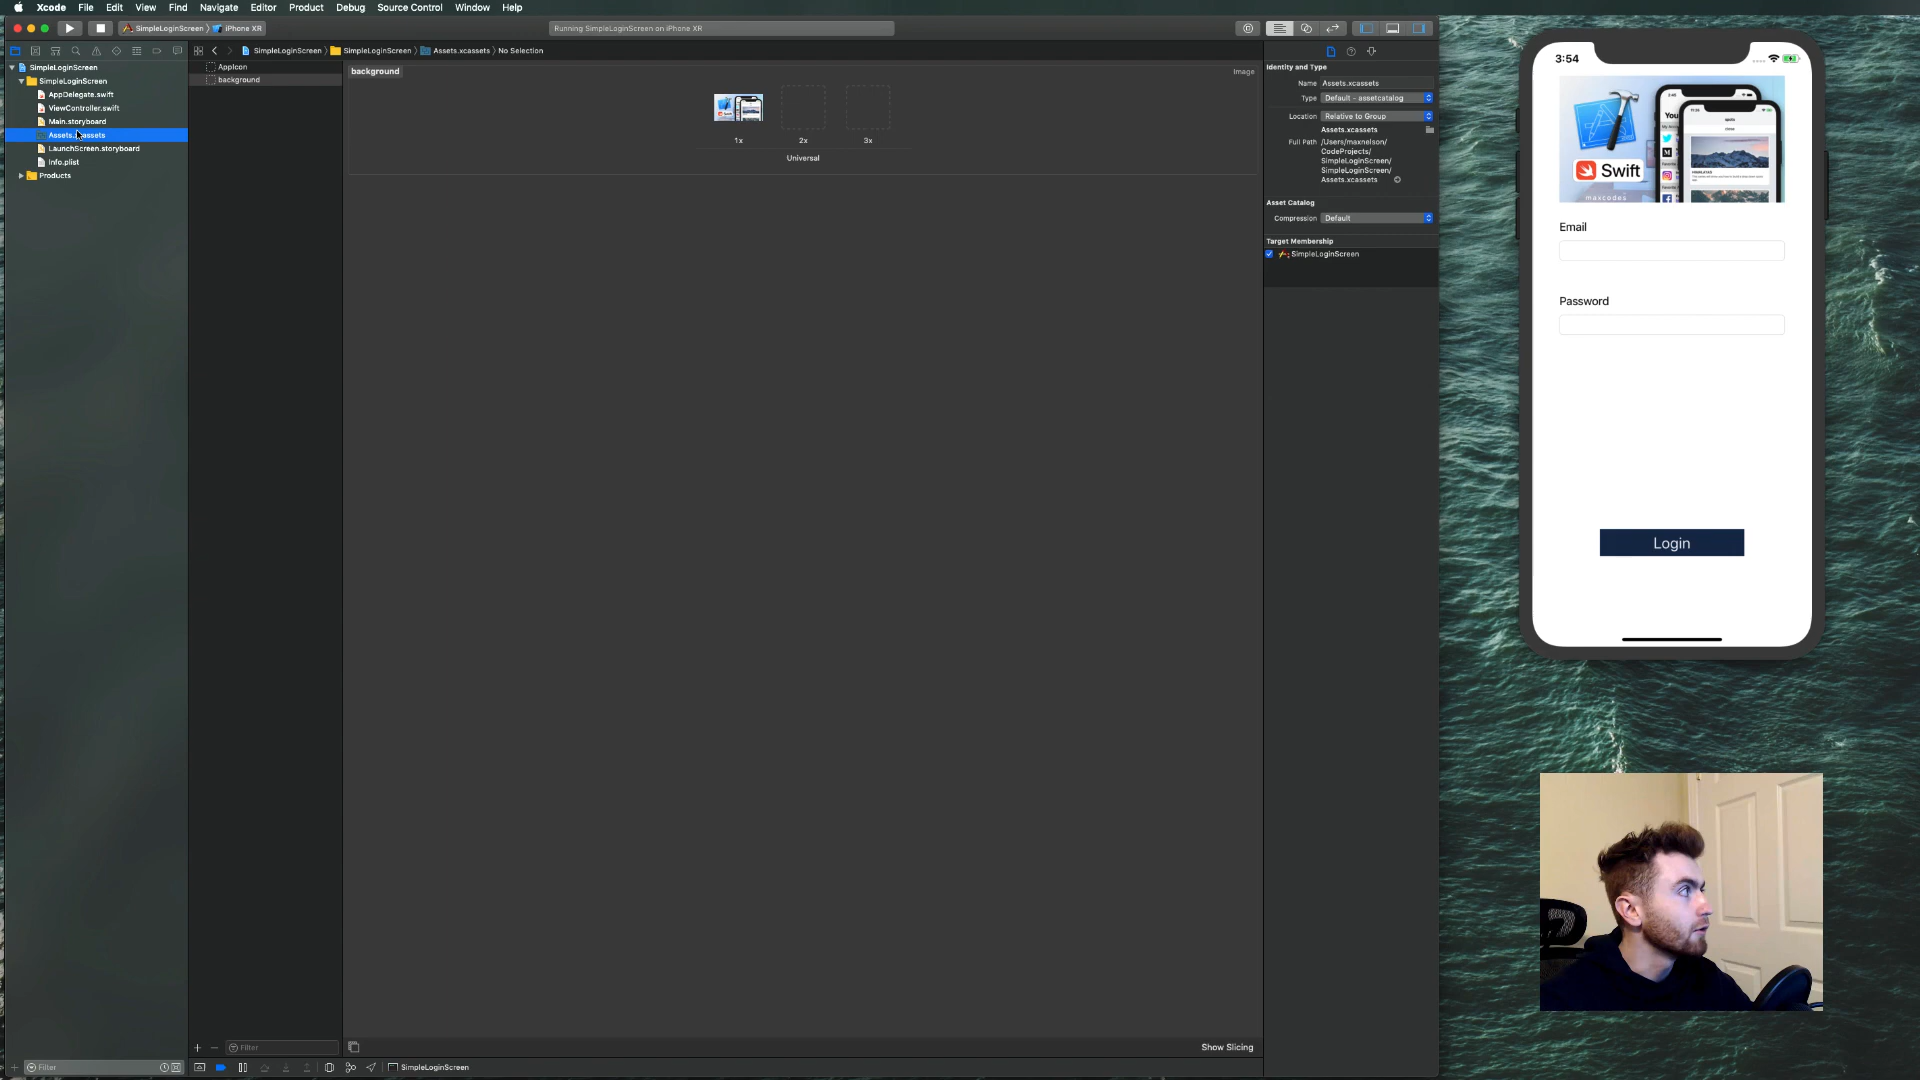 Xcode File Edit View Find Navigate Editor Product Debug Source Control Window Help
SimpleLoginScreen 〉 iPhone XR
Running SimpleLoginScreen on iPhone XR
SimpleLoginScreen 〉 SimpleLoginScreen 〉 Assets.xcassets 〉 No Selection
SimpleLoginScreen
SimpleLoginScreen
AppDelegate.swift
ViewController.swift
Main.storyboard
Assets.xcassets
LaunchScreen.storyboard
Info.plist
Products
AppIcon
background
background
Image
1x 2x 3x
Universal
Identity and Type
Name Assets.xcassets
Type Default - assetcatalog
Location Relative to Group
Assets.xcassets
Full Path /Users/maxnelson/
CodeProjects/
SimpleLoginScreen/
SimpleLoginScreen/
Assets.xcassets
Asset Catalog
Compression Default
Target Membership
SimpleLoginScreen
3:54
Swift
maxcodes
Email
Password
Login
Filter
Show Slicing
Filter
SimpleLoginScreen